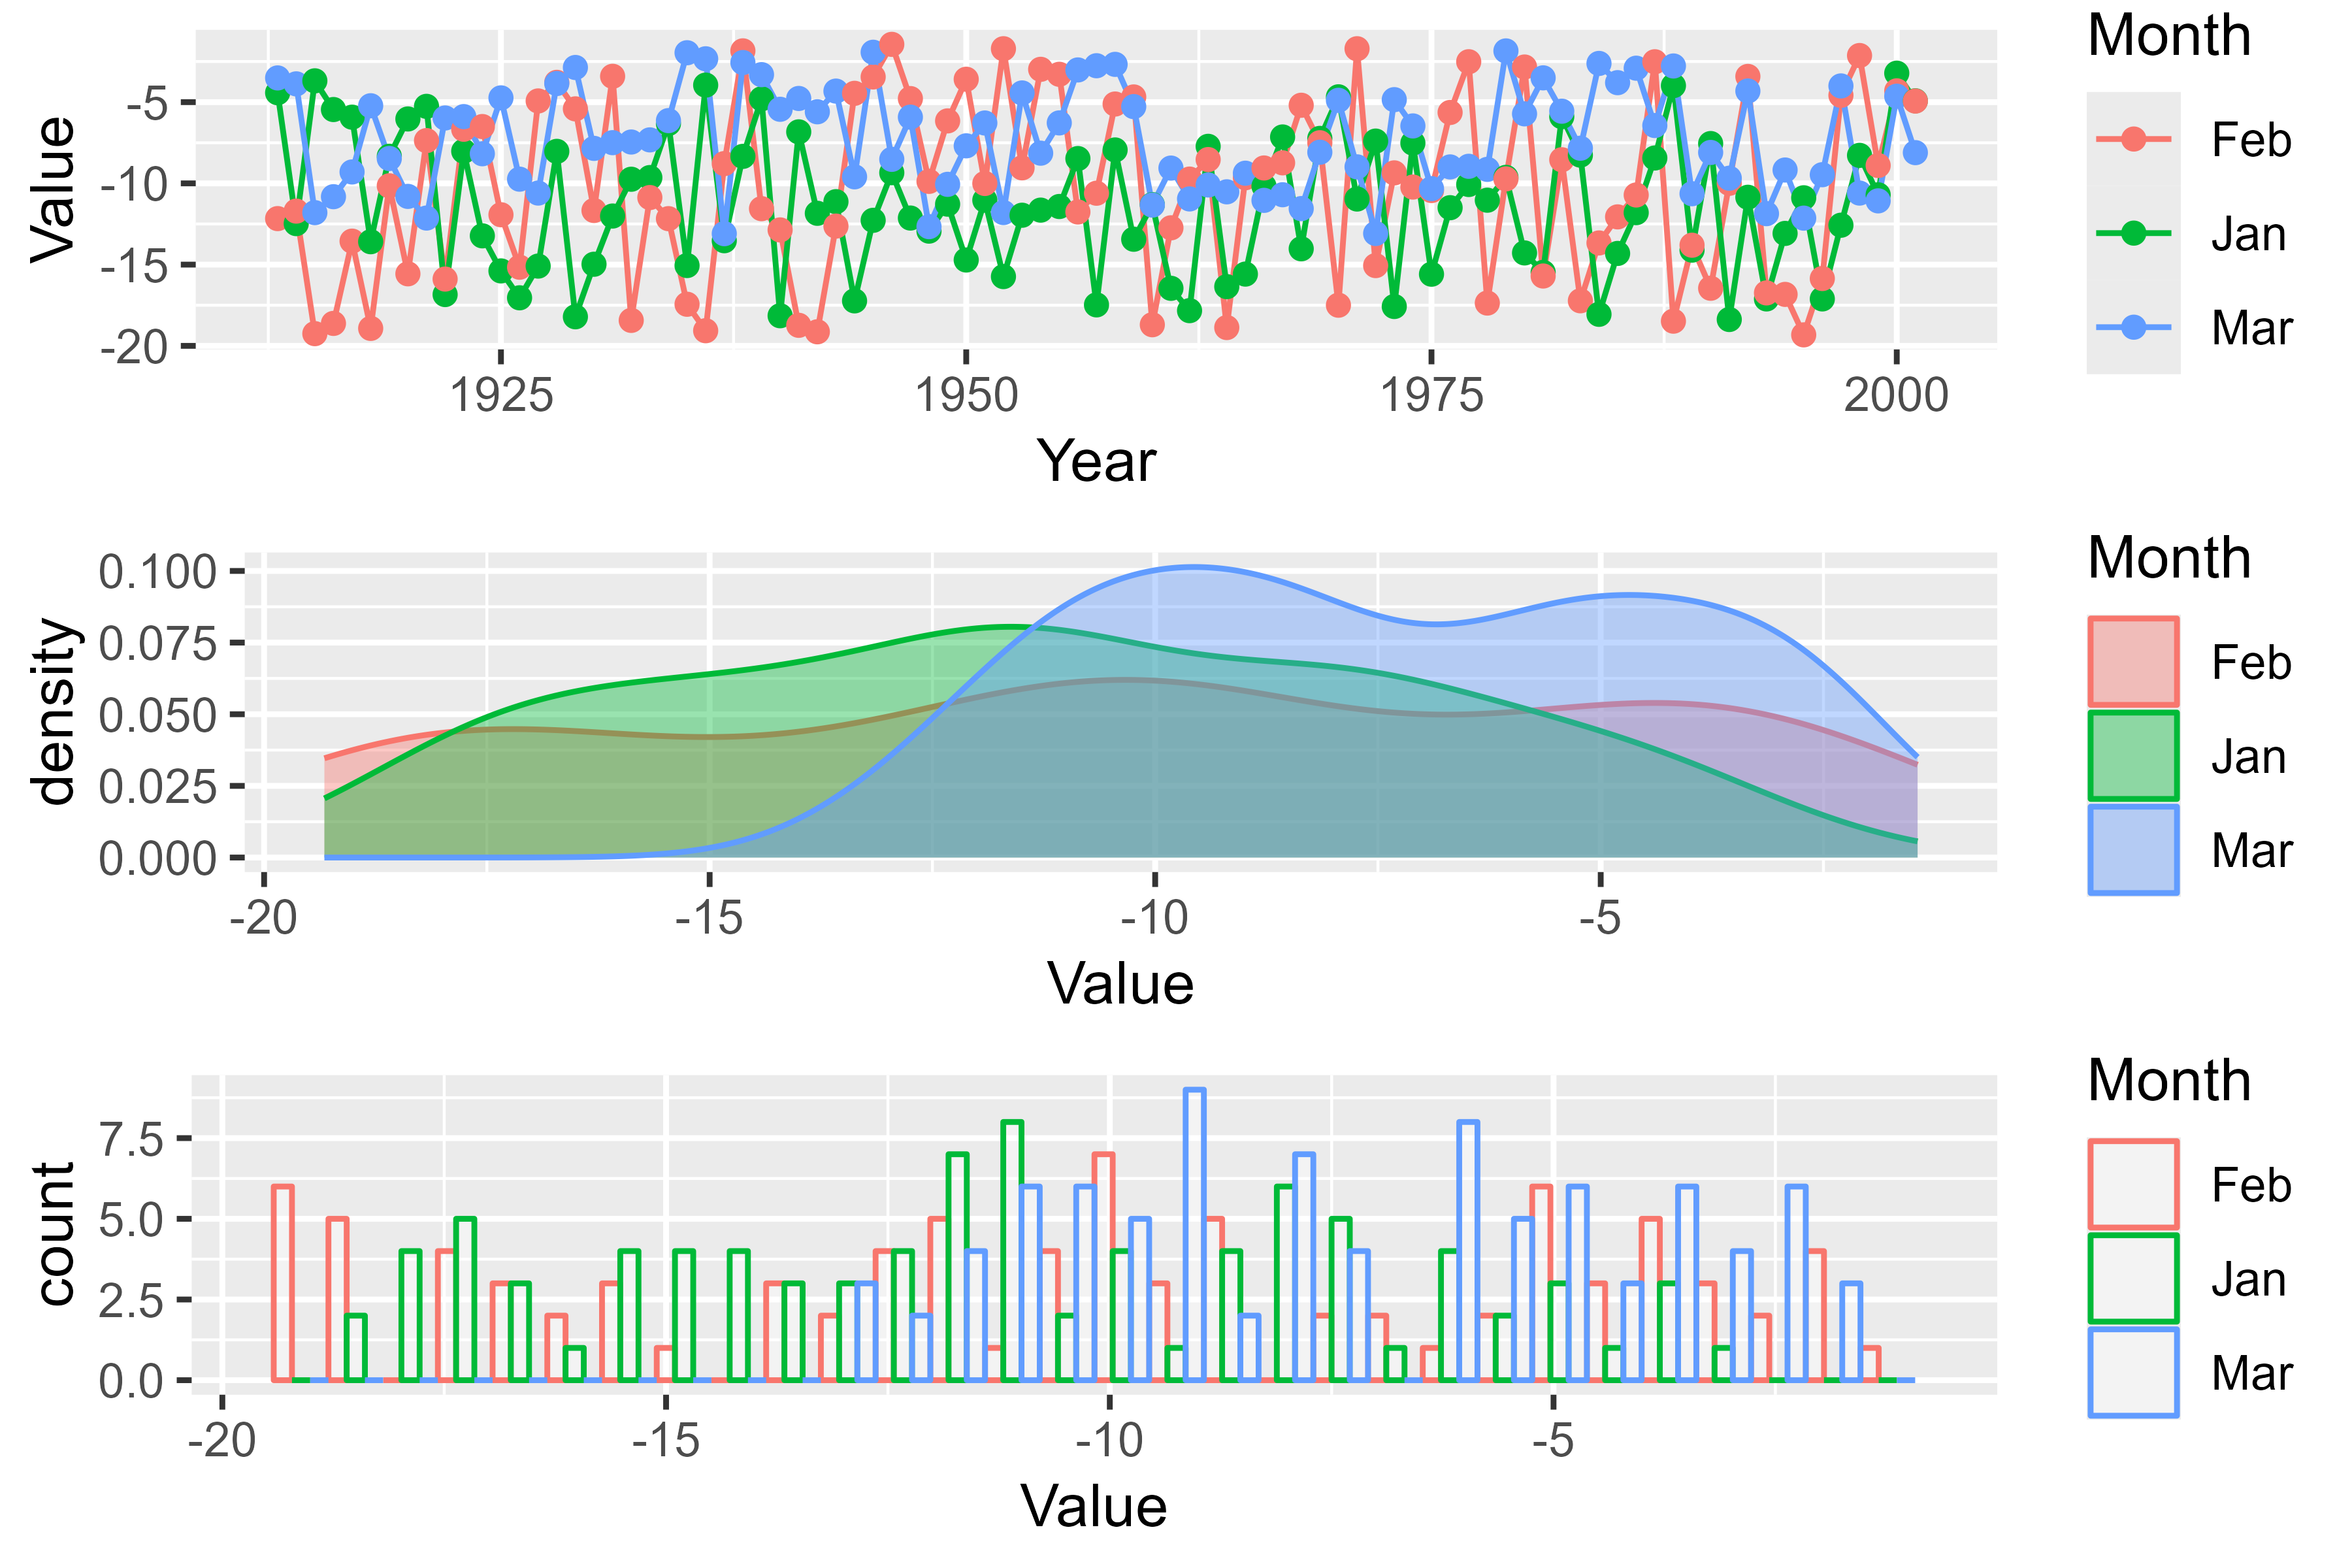 Month
Value
-5
-10
-15
-20
Feb
Jan
Mar
1925 1950 1975 2000
Year
Month
density
0.100
0.075
0.050
0.025
0.000
Feb
Jan
Mar
-20 -15 -10 -5
Value
Month
count
7.5
5.0
2.5
0.0
Feb
Jan
Mar
-20 -15 -10 -5
Value